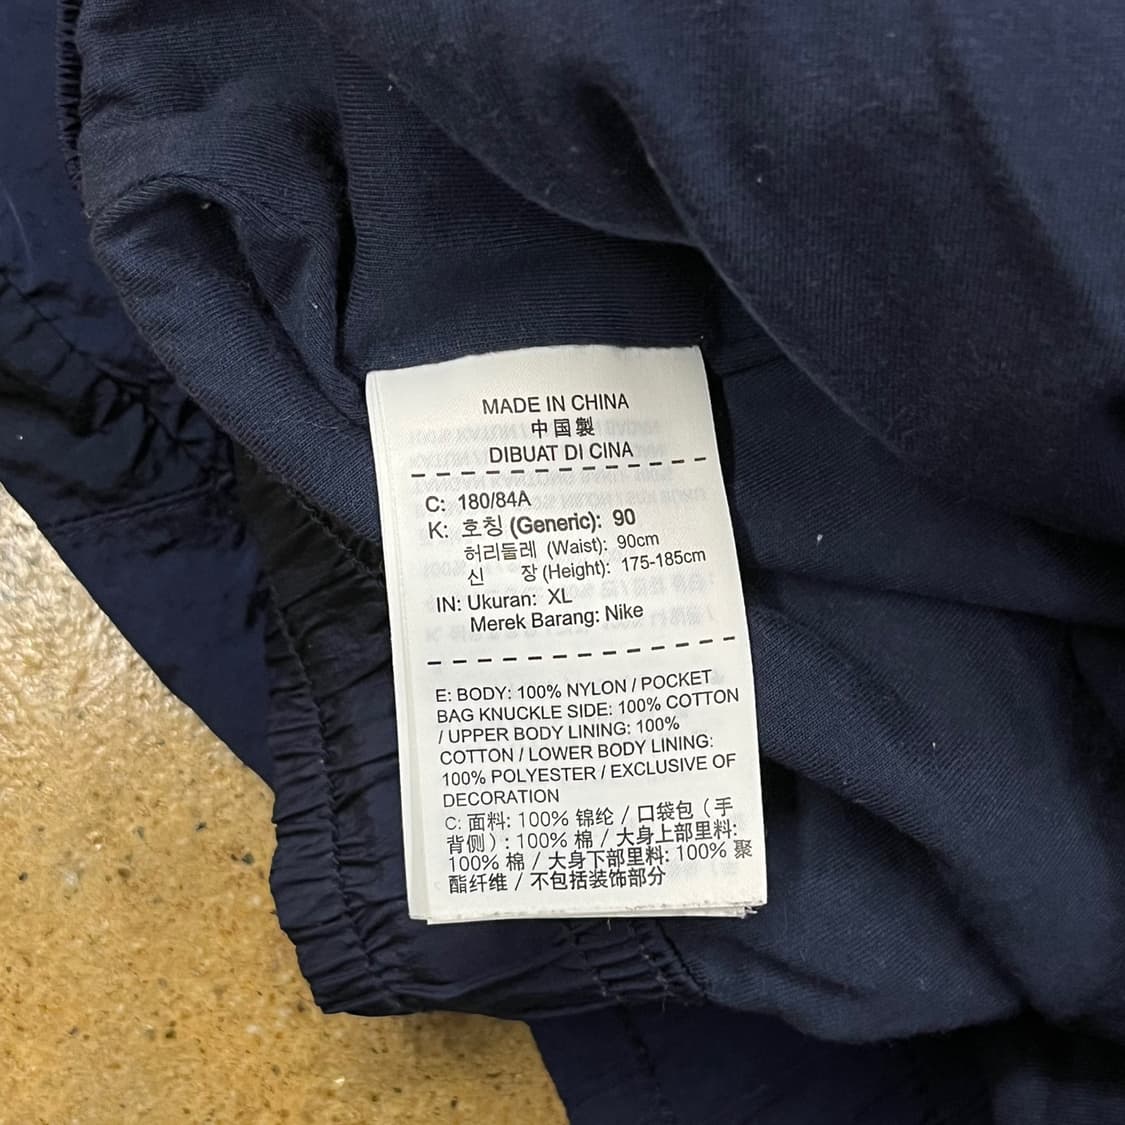 MADE IN CHINA
中国製
DIBUAT DI CINA
C: 180/84A
K: 호칭 (Generic): 90
허리둘레 (Waist): 90cm
신 장 (Height): 175-185cm
IN: Ukuran: XL
Merek Barang: Nike
E: BODY: 100% NYLON / POCKET
BAG KNUCKLE SIDE: 100% COTTON
/ UPPER BODY LINING: 100%
COTTON / LOWER BODY LINING:
100% POLYESTER / EXCLUSIVE OF
DECORATION
C: 面料: 100% 锦纶 / 口袋包（手
背侧）: 100% 棉 / 大身上部里料:
100% 棉 / 大身下部里料: 100% 聚
酯纤维 / 不包括装饰部分